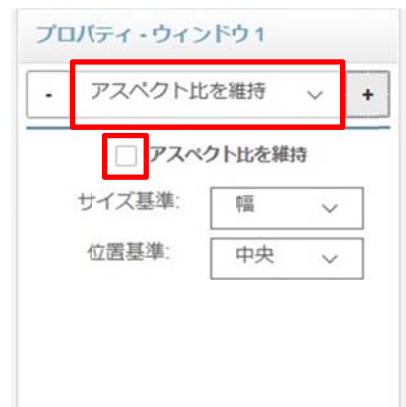 プロパティ - ウィンドウ 1
- アスペクト比を維持 +
アスペクト比を維持
サイズ基準: 幅
位置基準: 中央